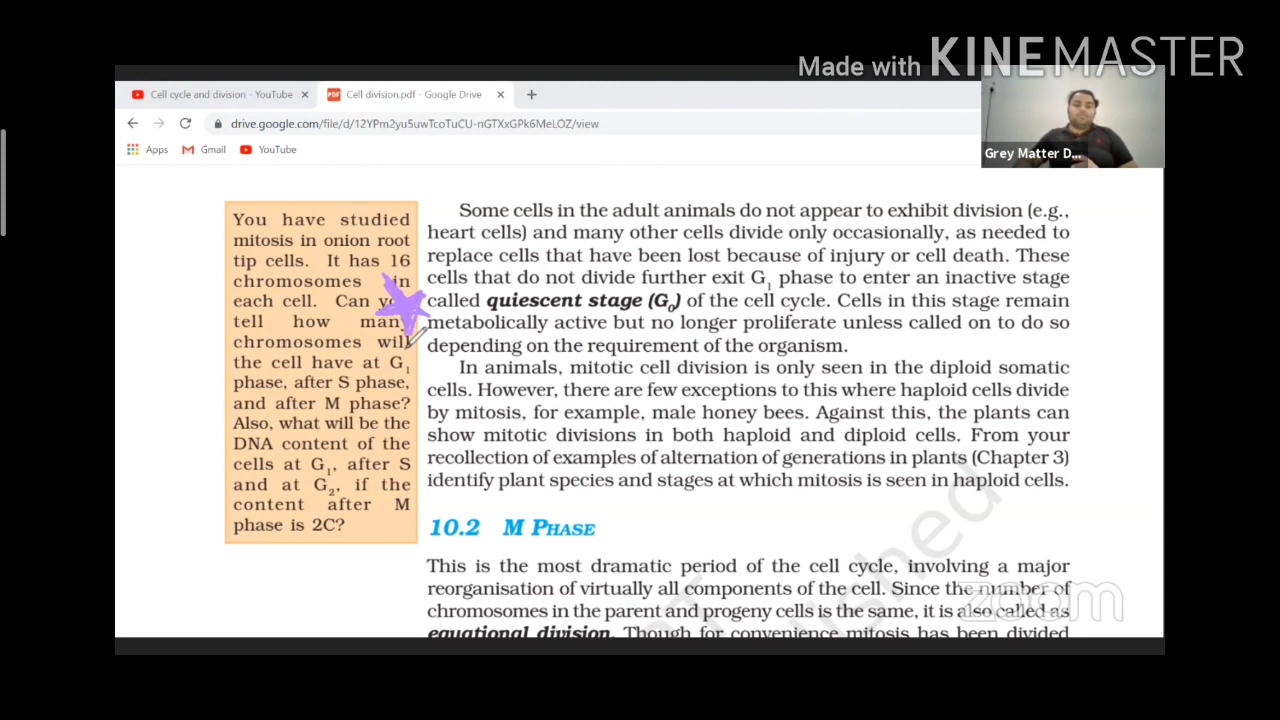 Made with KINEMASTER
Cell cycle and division - YouTube
Cell division.pdf - Google Drive
drive.google.com/file/d/12YPm2yu5uwTcoTuCU-nGTXxGPk6MeLOZ/view
Apps Gmail YouTube
Grey Matter D...
You have studied
mitosis in onion root
tip cells. It has 16
chromosomes in
each cell. Can
tell how many
chromosomes will
the cell have at G1
phase, after S phase,
and after M phase?
Also, what will be the
DNA content of the
cells at G1, after S
and at G2, if the
content after M
phase is 2C?
Some cells in the adult animals do not appear to exhibit division (e.g.,
heart cells) and many other cells divide only occasionally, as needed to
replace cells that have been lost because of injury or cell death. These
cells that do not divide further exit G1 phase to enter an inactive stage
called quiescent stage (G0) of the cell cycle. Cells in this stage remain
metabolically active but no longer proliferate unless called on to do so
depending on the requirement of the organism.
In animals, mitotic cell division is only seen in the diploid somatic
cells. However, there are few exceptions to this where haploid cells divide
by mitosis, for example, male honey bees. Against this, the plants can
show mitotic divisions in both haploid and diploid cells. From your
recollection of examples of alternation of generations in plants (Chapter 3)
identify plant species and stages at which mitosis is seen in haploid cells.
10.2 M PHASE
This is the most dramatic period of the cell cycle, involving a major
reorganisation of virtually all components of the cell. Since the number of
chromosomes in the parent and progeny cells is the same, it is also called as
equational division. Though for convenience mitosis has been divided
zoom